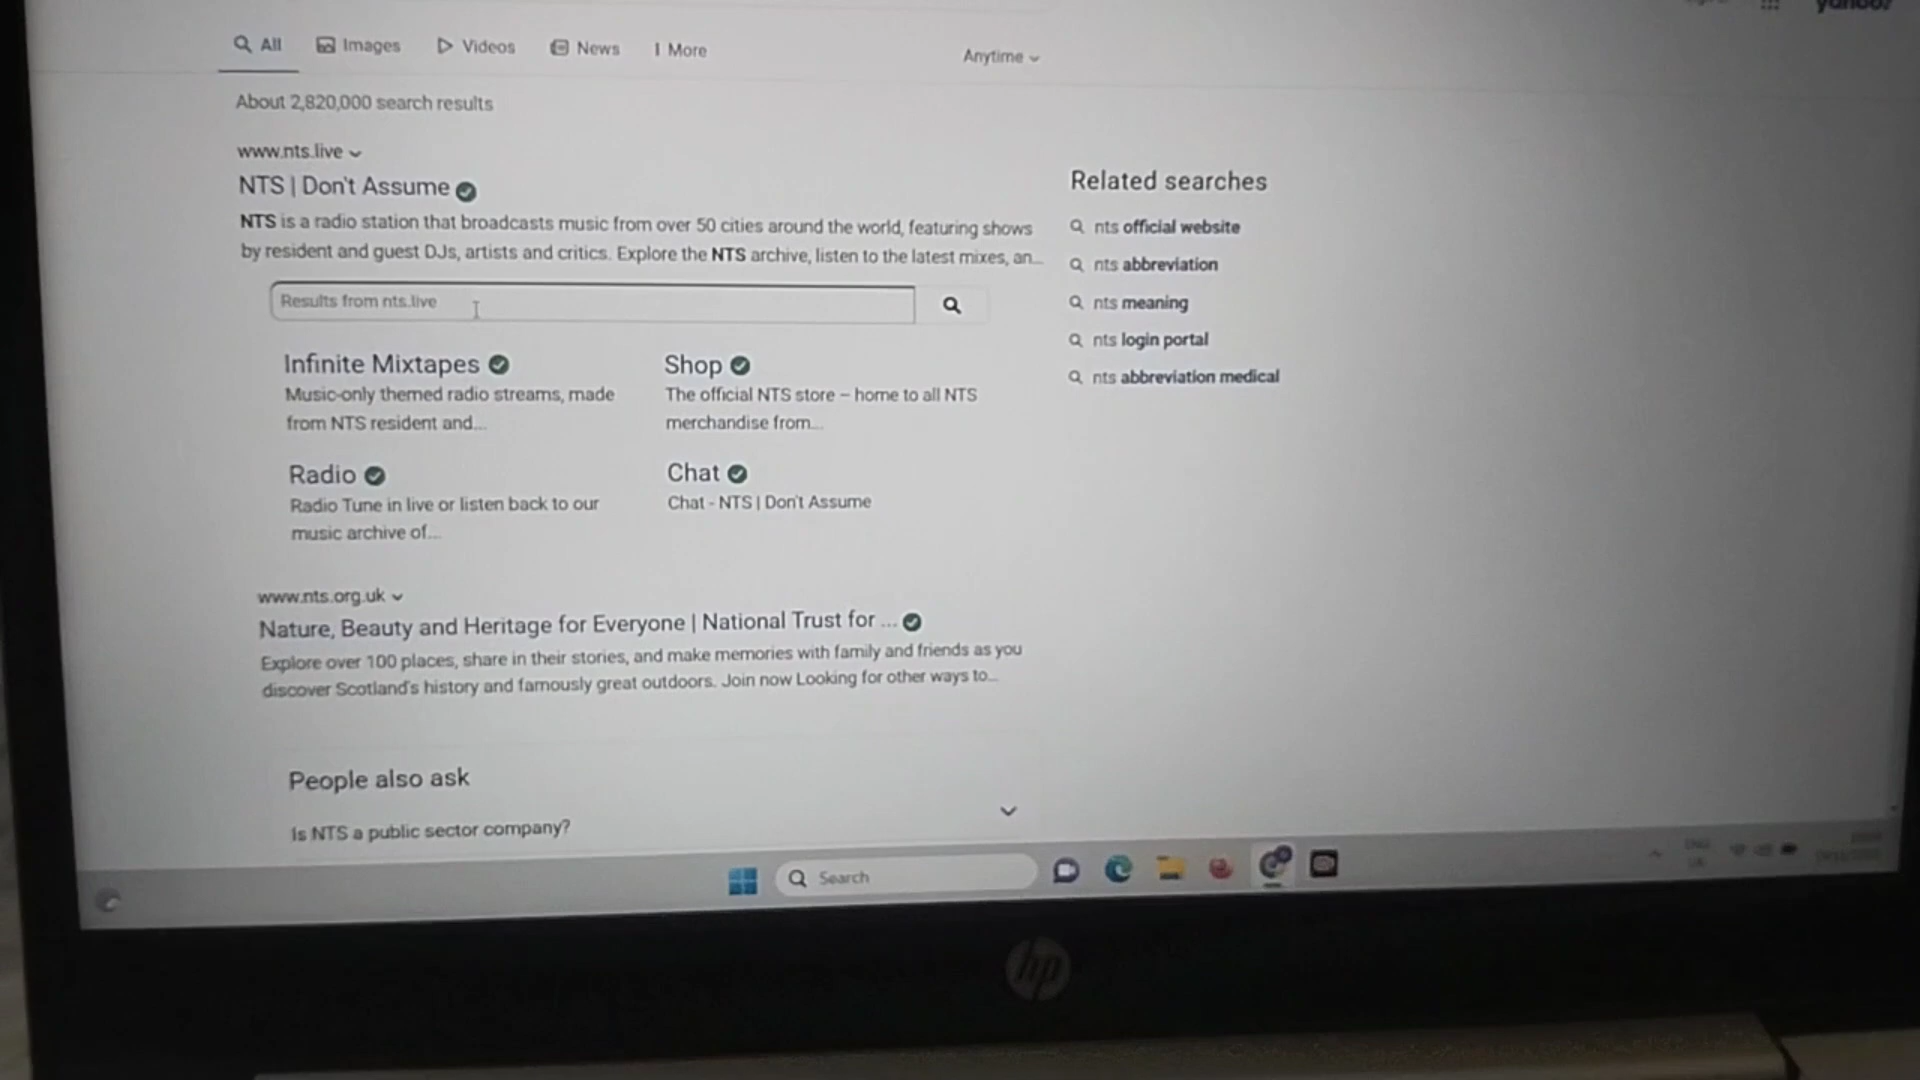 yahoo!
All Images Videos News More Anytime
About 2,820,000 search results
www.nts.live
NTS | Don't Assume
NTS is a radio station that broadcasts music from over 50 cities around the world, featuring shows
by resident and guest DJs, artists and critics. Explore the NTS archive, listen to the latest mixes, an...
Results from nts.live
Infinite Mixtapes
Music-only themed radio streams, made
from NTS resident and...
Shop
The official NTS store – home to all NTS
merchandise from...
Radio
Radio Tune in live or listen back to our
music archive of...
Chat
Chat - NTS | Don't Assume
www.nts.org.uk
Nature, Beauty and Heritage for Everyone | National Trust for ...
Explore over 100 places, share in their stories, and make memories with family and friends as you
discover Scotland's history and famously great outdoors. Join now Looking for other ways to...
People also ask
Is NTS a public sector company?
Related searches
nts official website
nts abbreviation
nts meaning
nts login portal
nts abbreviation medical
Search
ENG
UK
hp